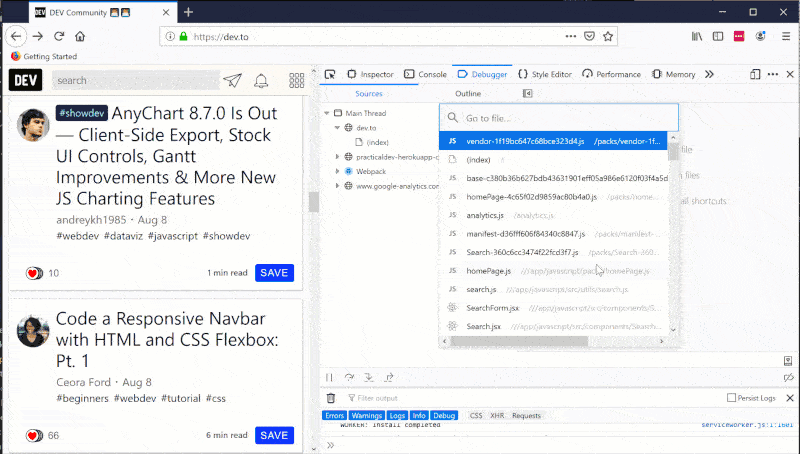 DEV Community
https://dev.to
Getting Started
DEV
search
#showdev AnyChart 8.7.0 Is Out
— Client-Side Export, Stock
UI Controls, Gantt
Improvements & More New
JS Charting Features
andreykh1985 • Aug 8
#webdev #dataviz #javascript #showdev
10
1 min read
SAVE
Code a Responsive Navbar
with HTML and CSS Flexbox:
Pt. 1
Ceora Ford • Aug 8
#beginners #webdev #tutorial #css
66
6 min read
SAVE
Inspector
Console
Debugger
Style Editor
Performance
Memory
Sources
Outline
Main Thread
dev.to
(index)
practicaldev-herokuapp-c
Webpack
www.google-analytics.com
Go to file...
JS vendor-1f19bc647c68bce323d4.js /packs/vendor-1f...
(index) //
JS base-c380b36b627bdb43631901eff05a986e6120f03f4a5d
JS homePage-4c65f02d9859ac80b4a0.js /packs/home...
JS analytics.js /analytics.js
JS manifest-d36fff606f84340c8847.js /packs/manifest-...
JS Search-360c6cc3474f22fcd3f7.js /packs/Search-360...
JS homePage.js ///app/javascript/packs/homePage.js
JS search.js ///app/javascript/src/utils/search.js
SearchForm.jsx ///app/javascript/src/components/S...
Search.jsx ///app/javascript/src/components/Search...
file
files
all shortcuts
Filter output
Persist Logs
Errors
Warnings
Logs
Info
Debug
CSS
XHR
Requests
WORKER: Install completed
serviceworker.js:1:1601